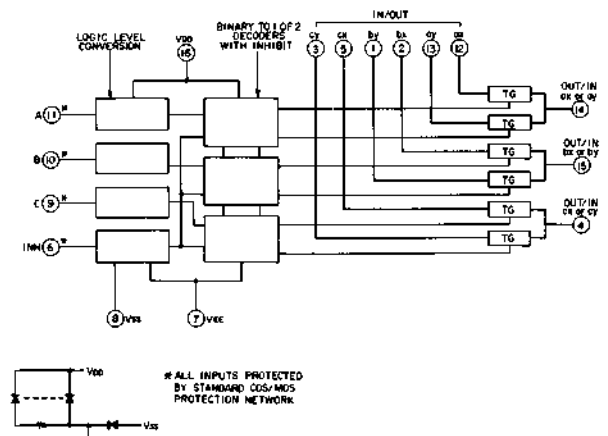 IN/OUT
LOGIC LEVEL
CONVERSION
VDD
16
BINARY TO 1 OF 2
DECODERS
WITH INHIBIT
cy cx by bx ay ax
3 5 1 2 13 12
A 11 *
B 10 *
C 9 *
INH 6 *
TG
TG
TG
TG
TG
TG
OUT/IN
ax or ay
14
OUT/IN
bx or by
15
OUT/IN
cx or cy
4
8 VSS
7 VEE
VDD
VSS
* ALL INPUTS PROTECTED
BY STANDARD COS/MOS
PROTECTION NETWORK